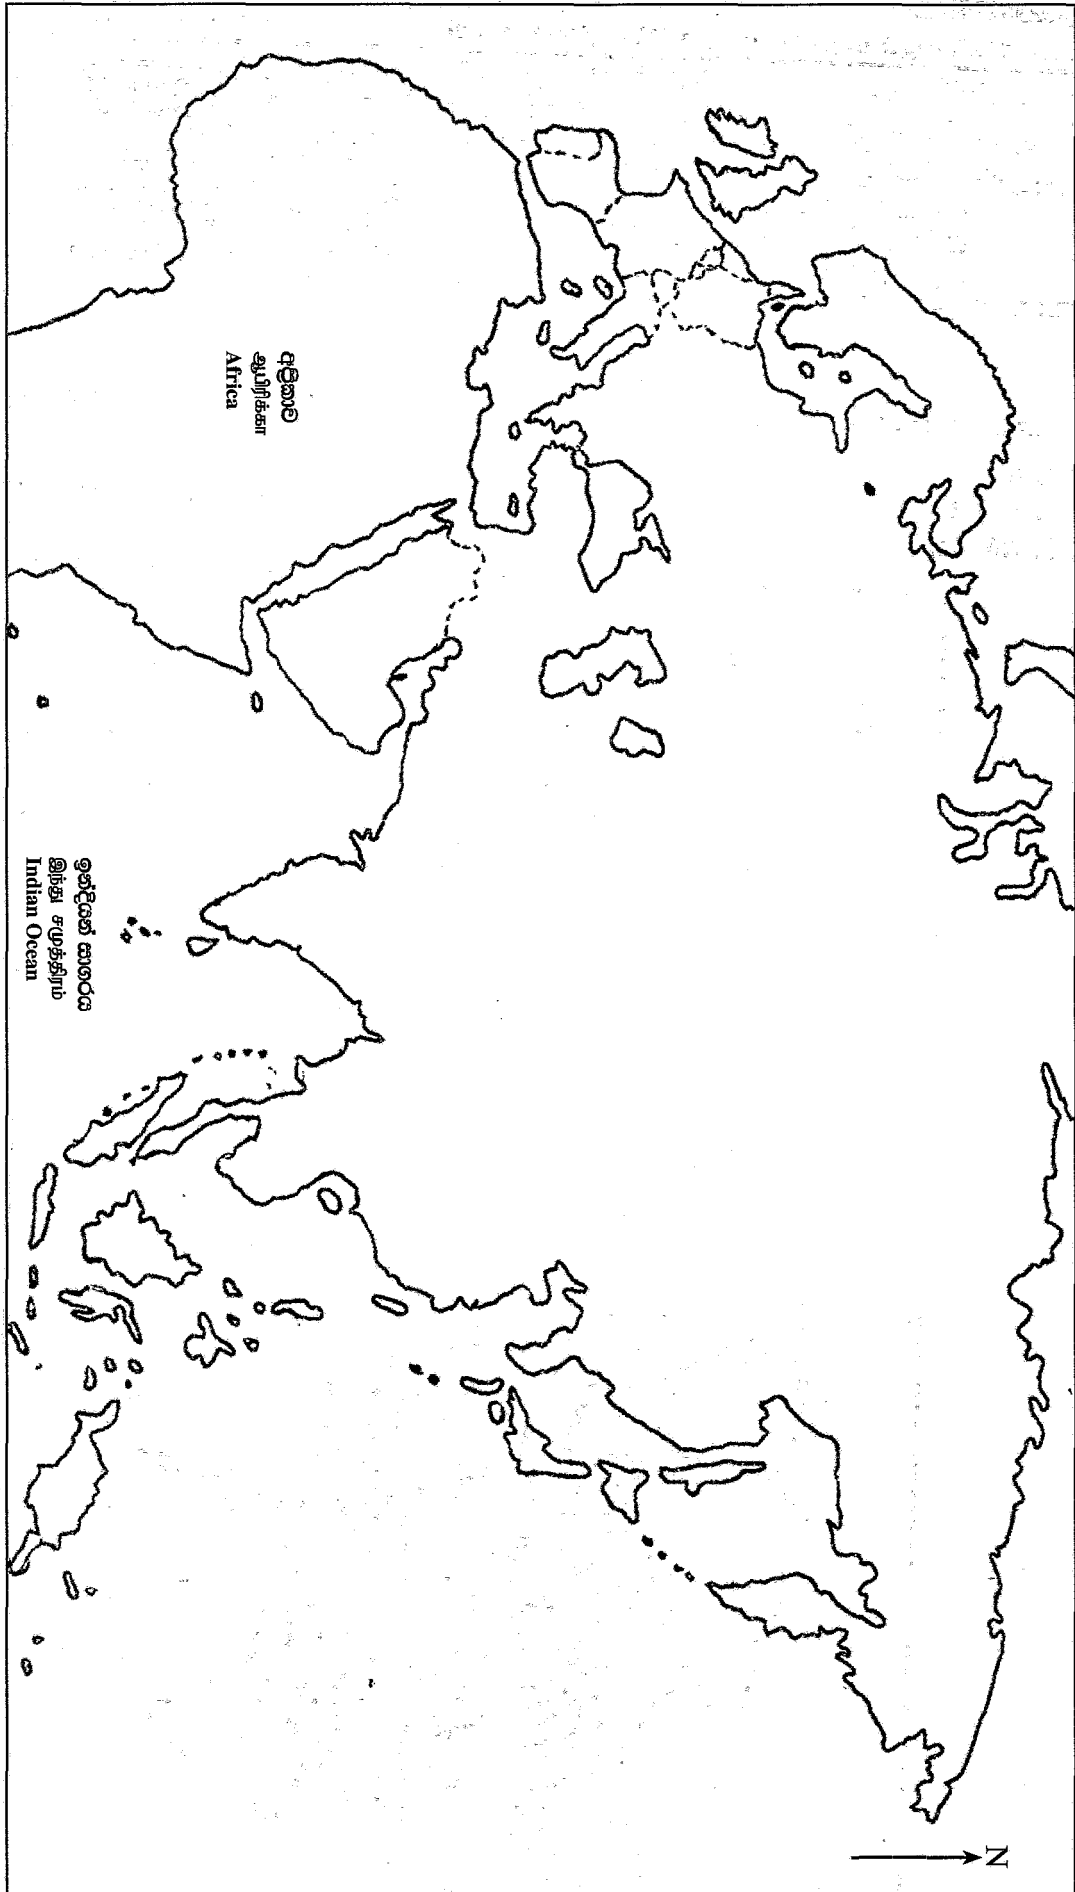 අප්‍රිකාව
ஆபிரிக்கா
Africa
ඉන්දියන් සාගරය
இந்து சமுத்திரம்
Indian Ocean
N